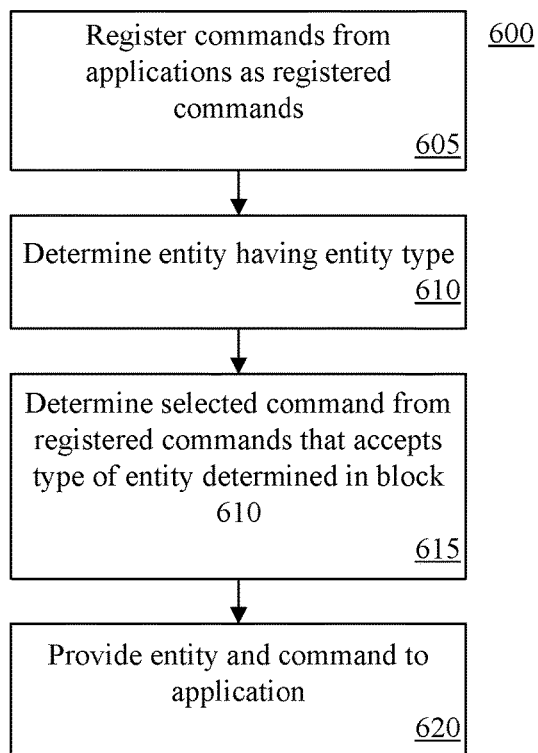 Register commands from
applications as registered
commands
605
600
Determine entity having entity type
610
Determine selected command from
registered commands that accepts
type of entity determined in block
610
615
Provide entity and command to
application
620